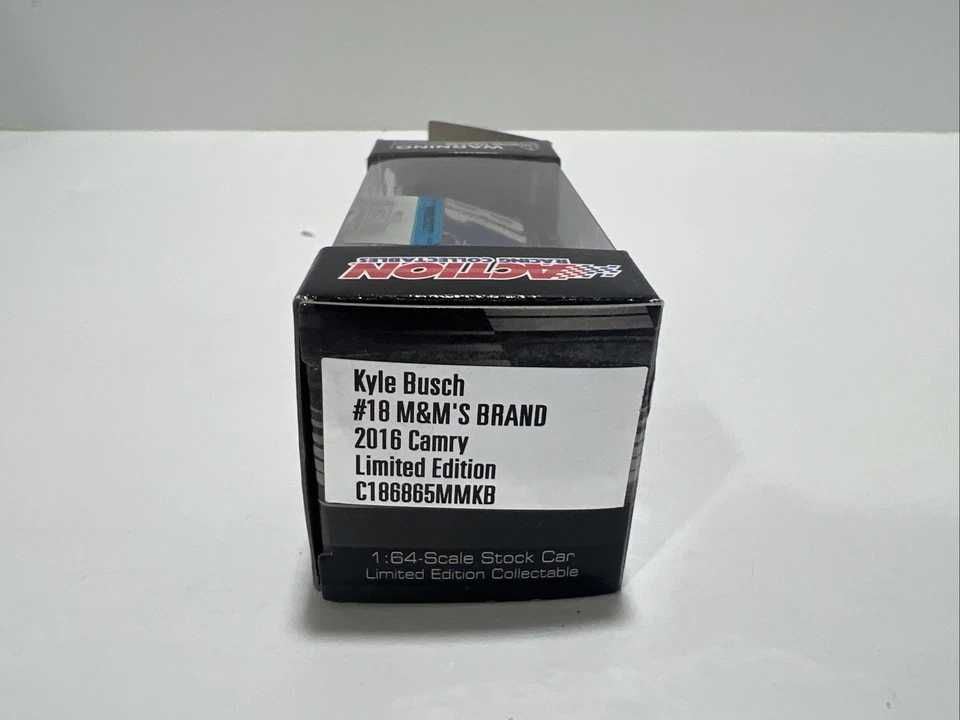 WARNING
ACTION
RACING COLLECTABLES
Kyle Busch
#18 M&M'S BRAND
2016 Camry
Limited Edition
C186865MMKB
1:64-Scale Stock Car
Limited Edition Collectable